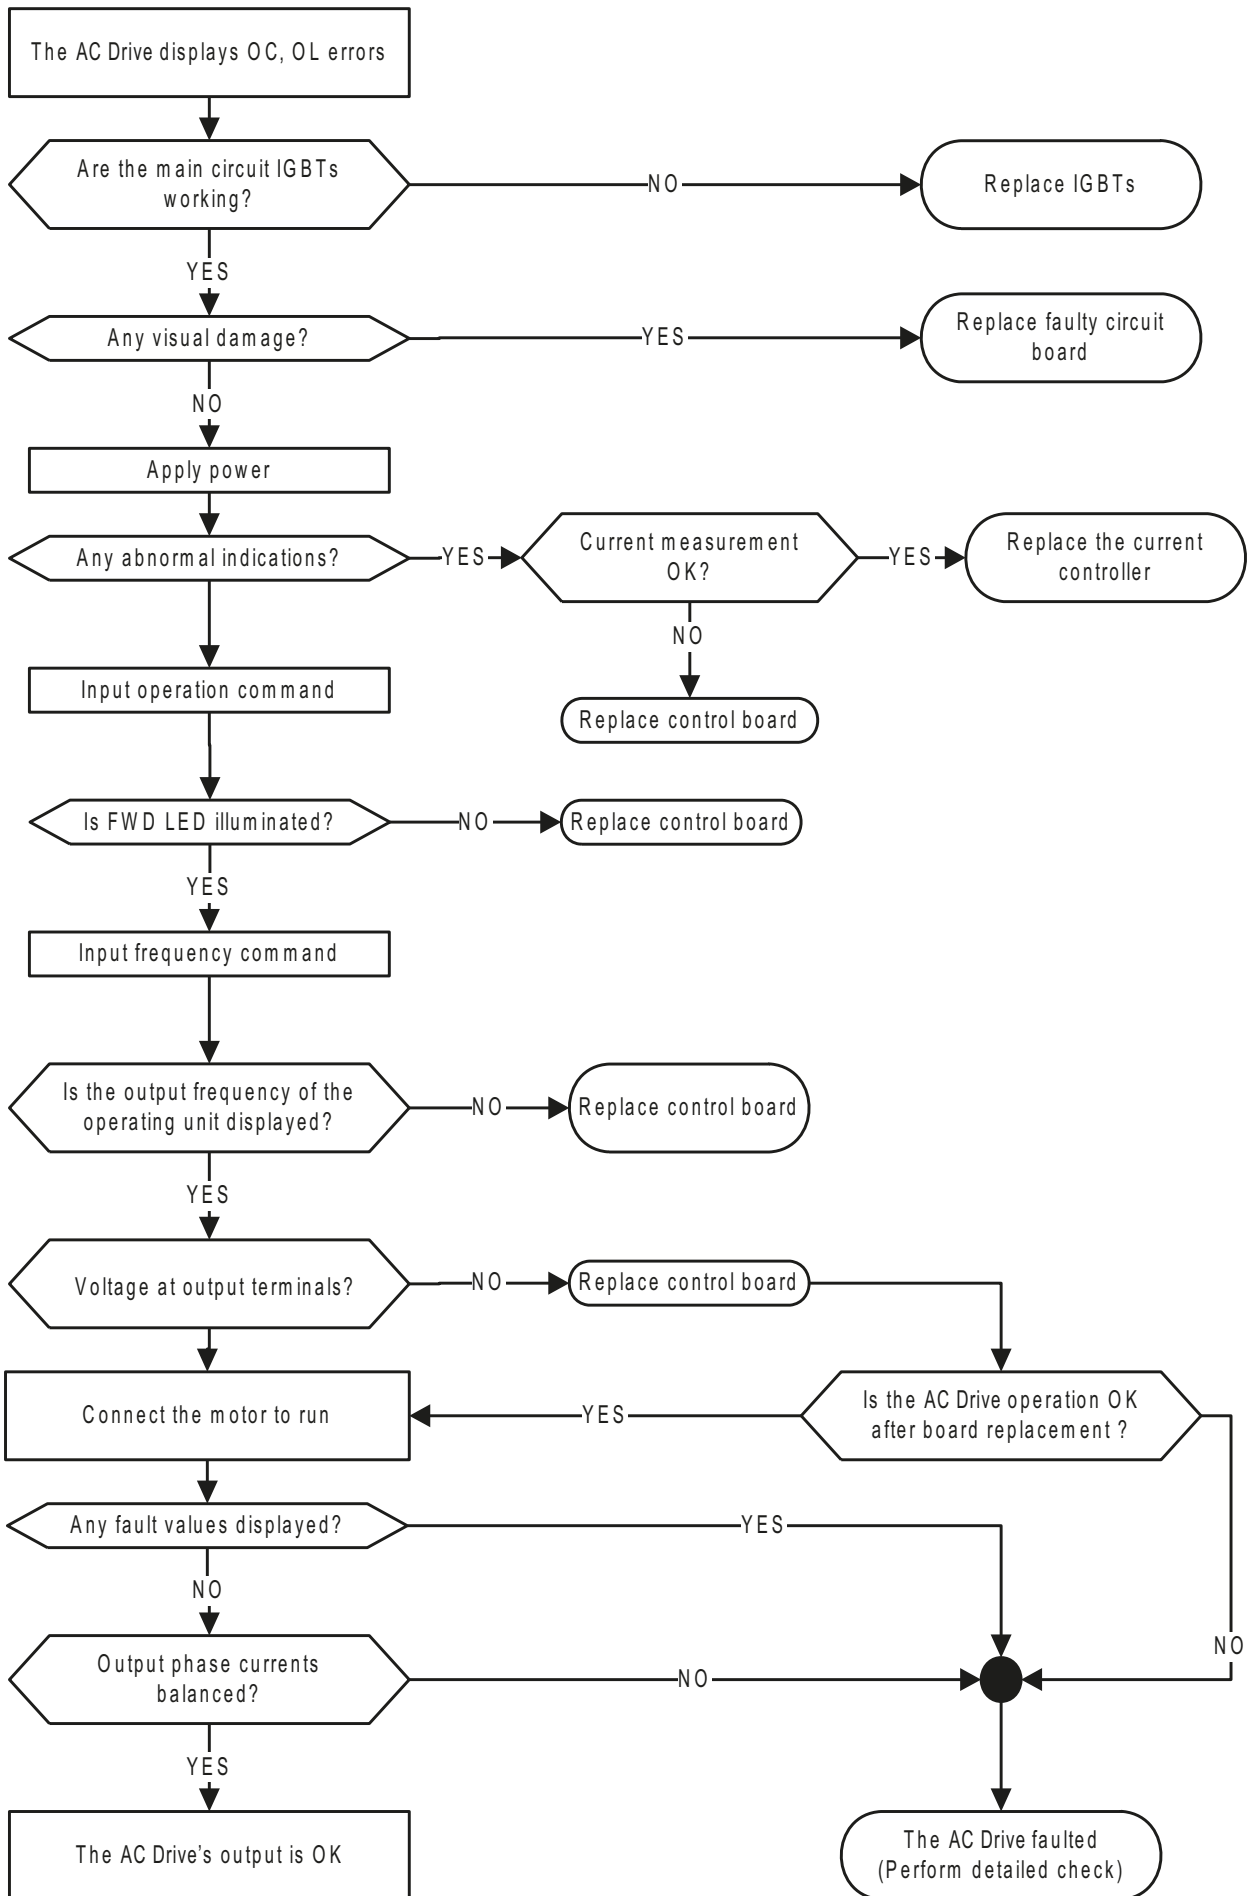 The AC Drive displays OC, OL errors
Are the main circuit IGBTs
working?
NO
Replace IGBTs
YES
Any visual damage?
YES
Replace faulty circuit
board
NO
Apply power
Any abnormal indications?
YES
Current measurement
OK?
YES
Replace the current
controller
NO
Replace control board
Input operation command
Is FWD LED illuminated?
NO
Replace control board
YES
Input frequency command
Is the output frequency of the
operating unit displayed?
NO
Replace control board
YES
Voltage at output terminals?
NO
Replace control board
Is the AC Drive operation OK
after board replacement ?
YES
Connect the motor to run
Any fault values displayed?
YES
NO
NO
Output phase currents
balanced?
NO
YES
The AC Drive's output is OK
The AC Drive faulted
(Perform detailed check)